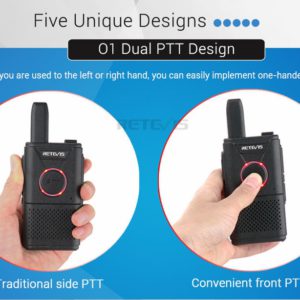 Five Unique Designs
01 Dual PTT Design
you are used to the left or right hand, you can easily implement one-hande
RETEVIS
RETEVIS
RETEVIS
Traditional side PTT
Convenient front PT